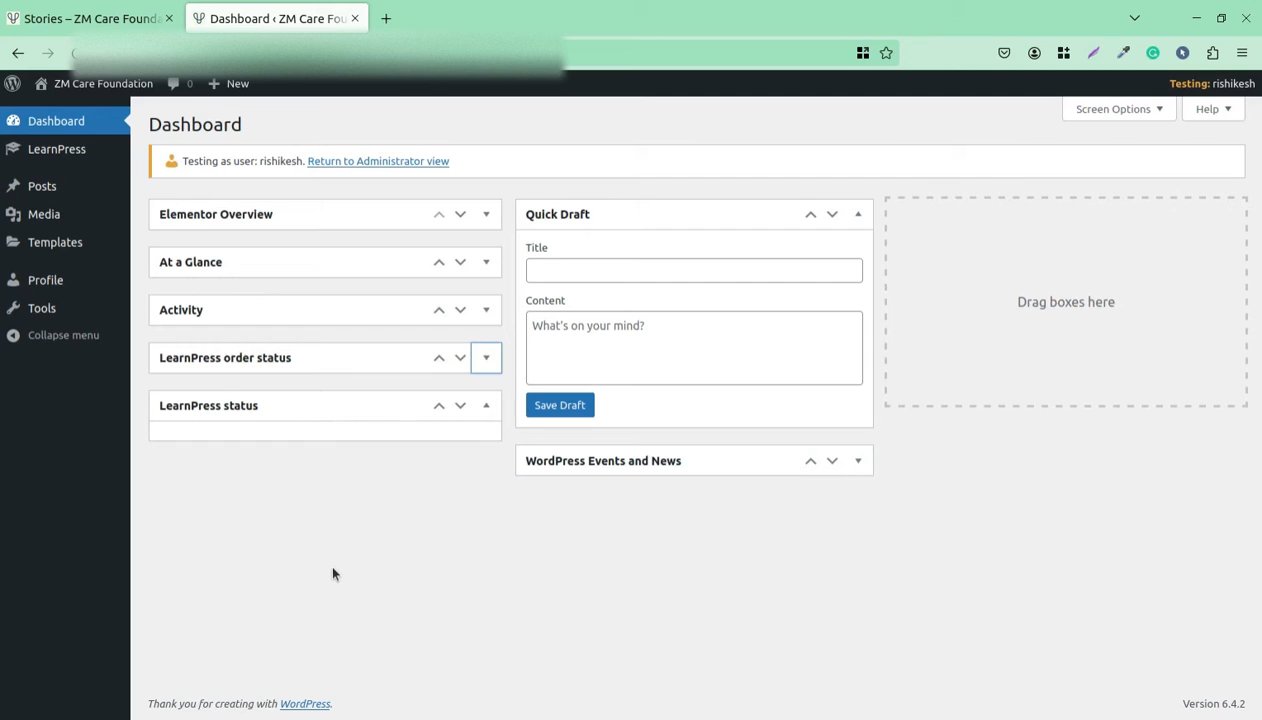 Stories – ZM Care Founda
Dashboard ‹ ZM Care Fou
ZM Care Foundation
0
New
Testing: rishikesh
Dashboard
LearnPress
Posts
Media
Templates
Profile
Tools
Collapse menu
Screen Options
Help
Dashboard
Testing as user: rishikesh. Return to Administrator view
Elementor Overview
At a Glance
Activity
LearnPress order status
LearnPress status
Quick Draft
Title
Content
What's on your mind?
Save Draft
WordPress Events and News
Drag boxes here
Thank you for creating with WordPress.
Version 6.4.2